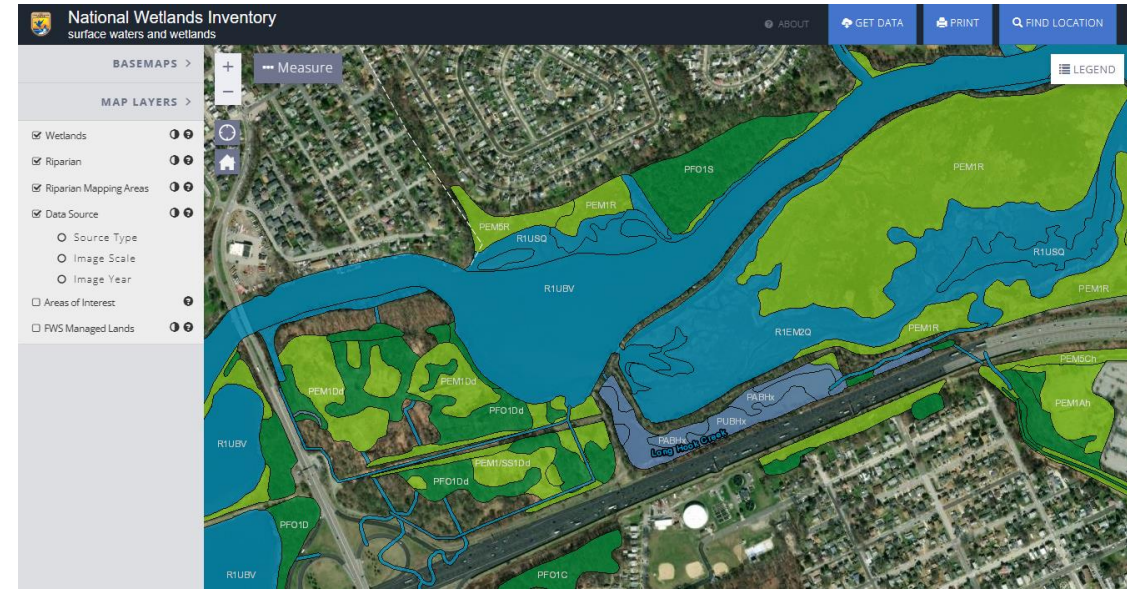 National Wetlands Inventory
surface waters and wetlands
ABOUT
GET DATA
PRINT
FIND LOCATION
BASEMAPS >
MAP LAYERS >
Wetlands
Riparian
Riparian Mapping Areas
Data Source
Source Type
Image Scale
Image Year
Areas of Interest
FWS Managed Lands
+
Measure
−
LEGEND
PFO1S
PEM1R
PEM1R
PEM5R
R1USQ
R1USQ
R1UBV
PEM1R
R1EM2Q
PEM1R
PEM5Ch
PEM1Dd
PEM1Dd
PABHx
PEM1Ah
PFO1Dd
PUBHx
R1UBV
PABHx
Long Hook Creek
PEM1/SS1Dd
PFO1Dd
PFO1D
R1UBV
PFO1C